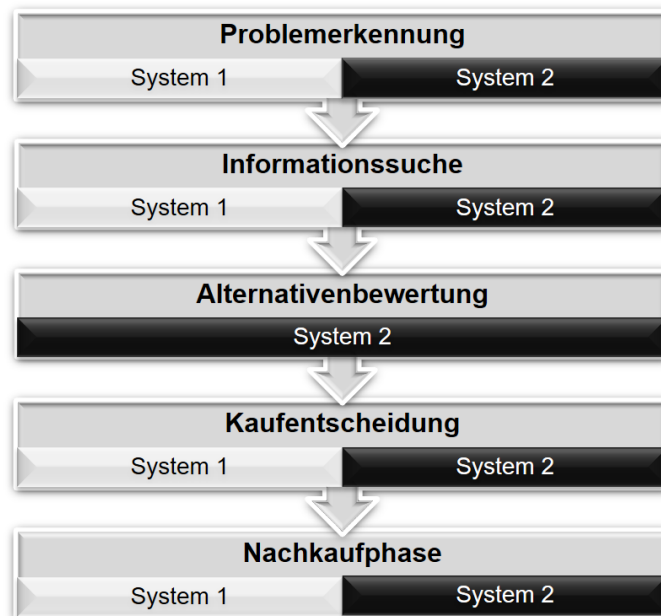 Problemerkennung
System 1 System 2
Informationssuche
System 1 System 2
Alternativenbewertung
System 2
Kaufentscheidung
System 1 System 2
Nachkaufphase
System 1 System 2